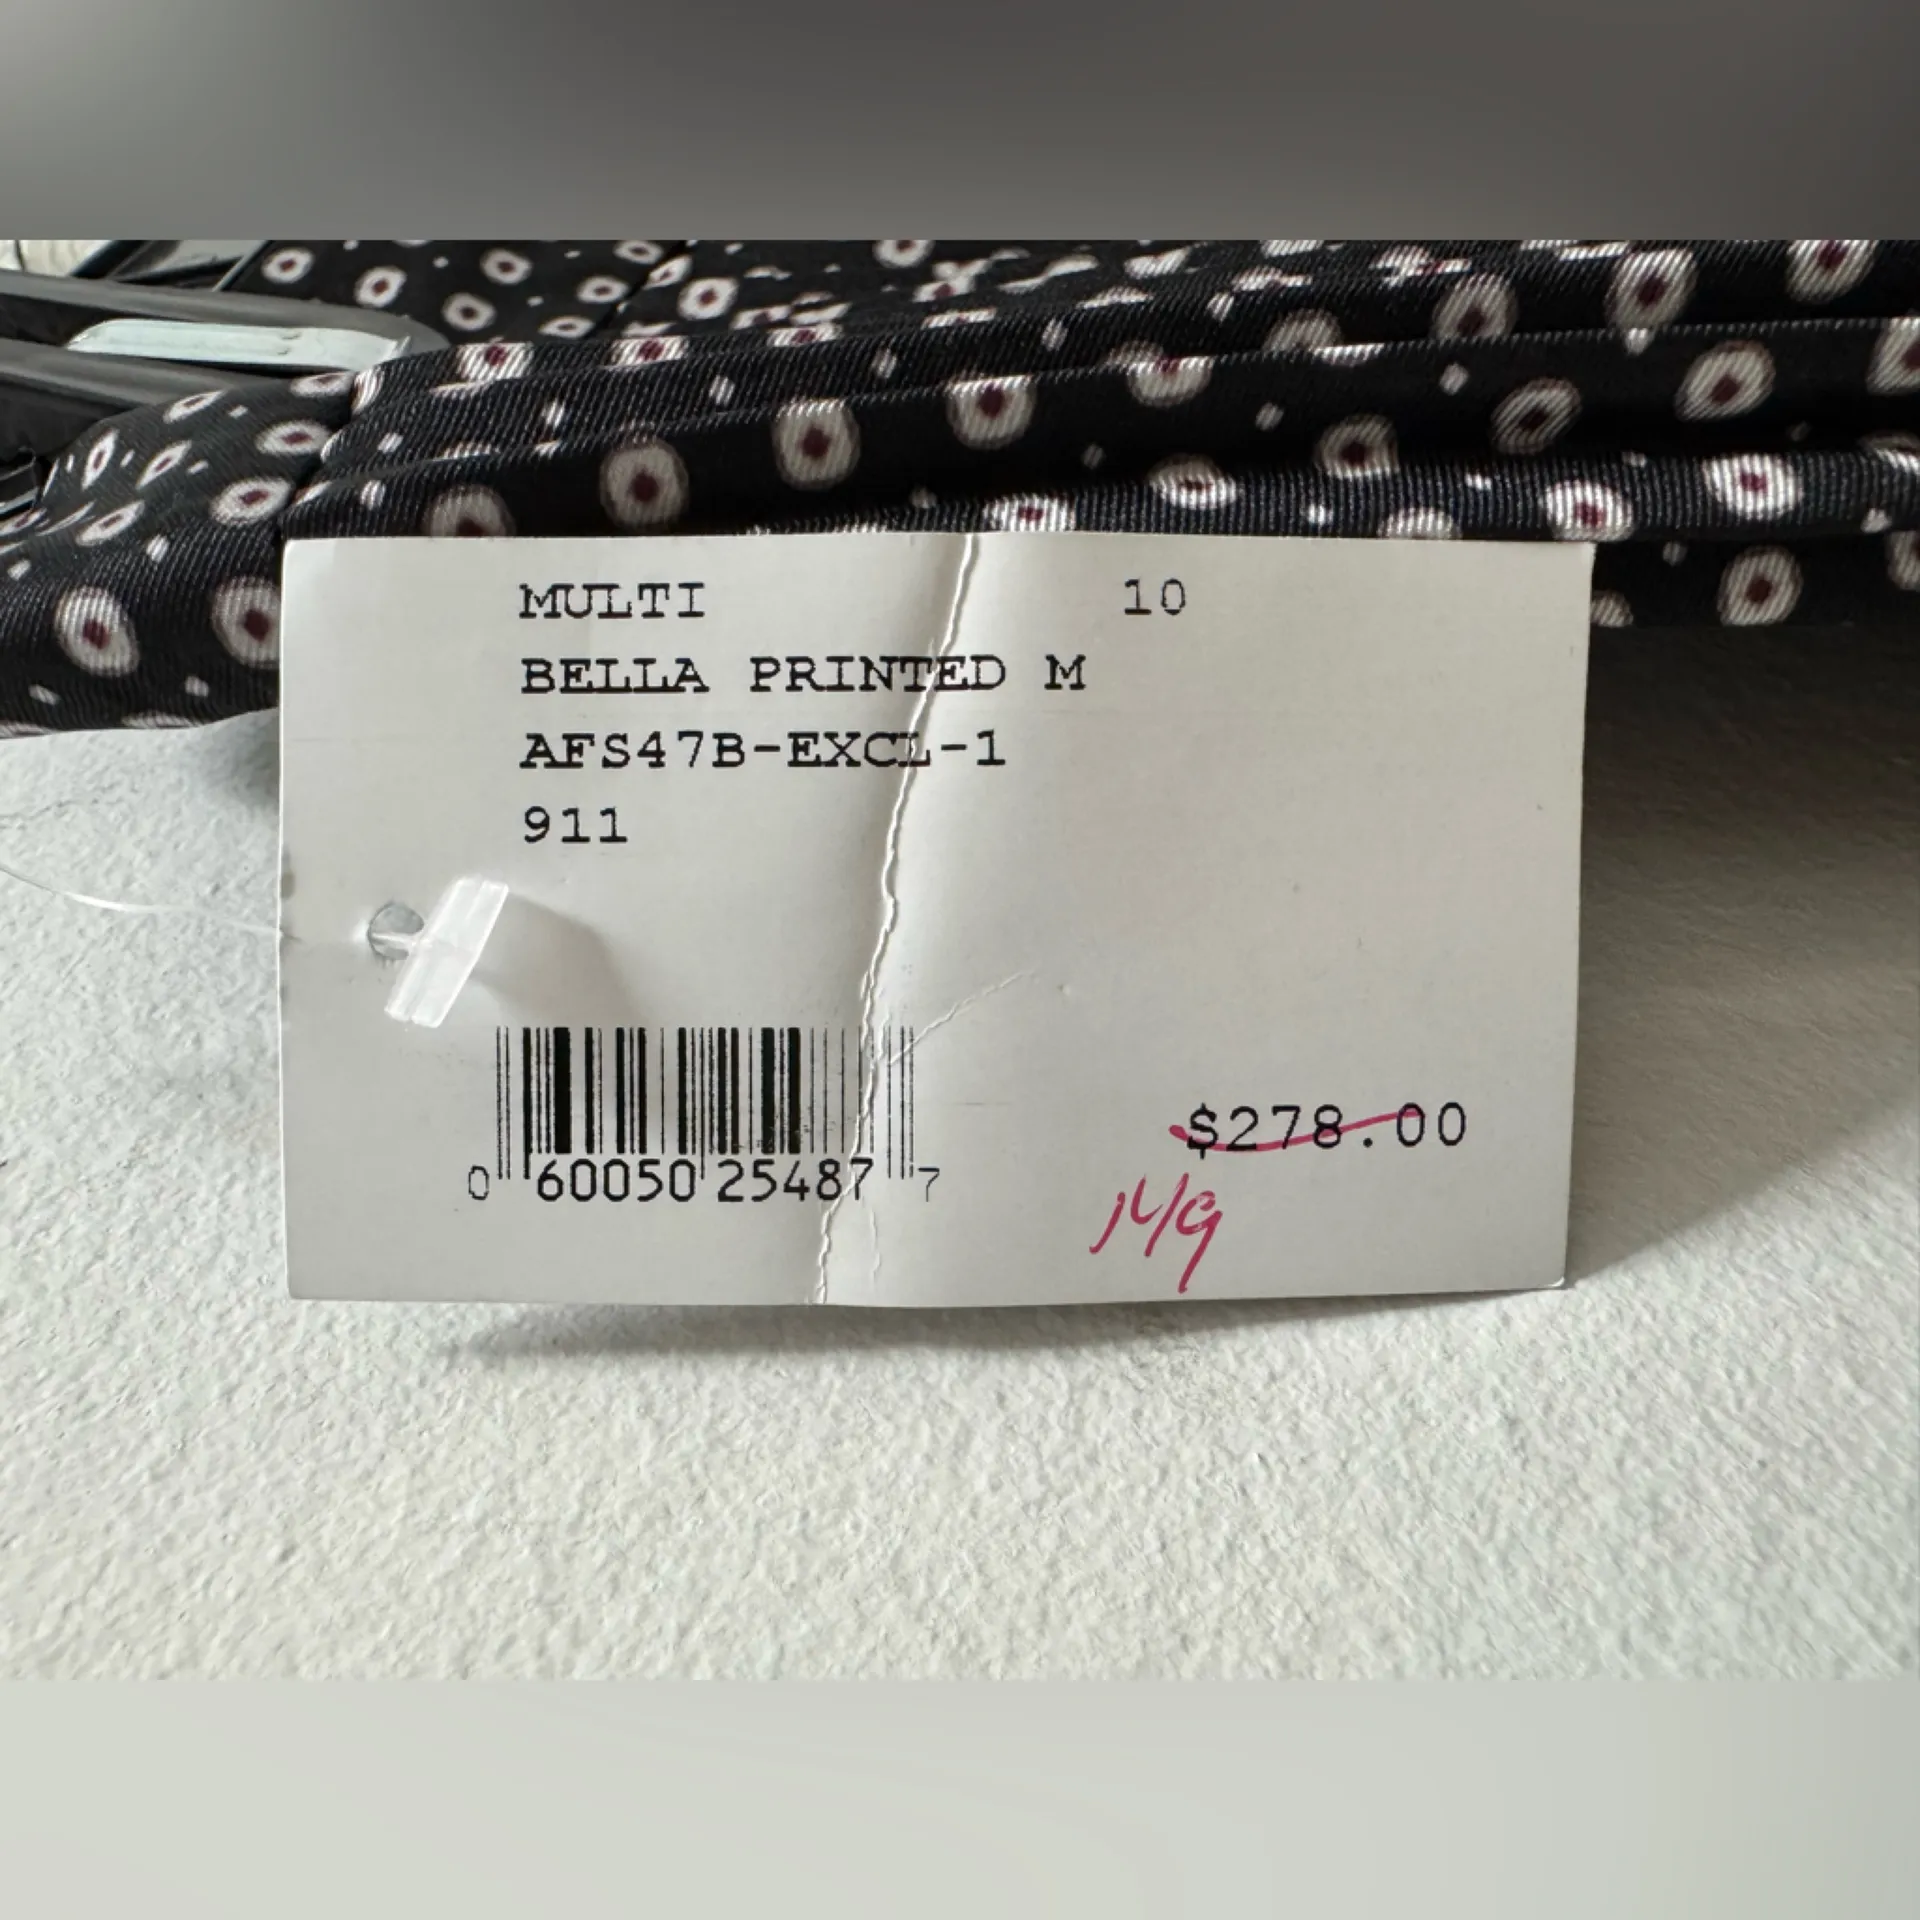 MULTI 10
BELLA PRINTED M
AFS47B-EXCL-1
911
0 60050 25487 7
$278.00
149